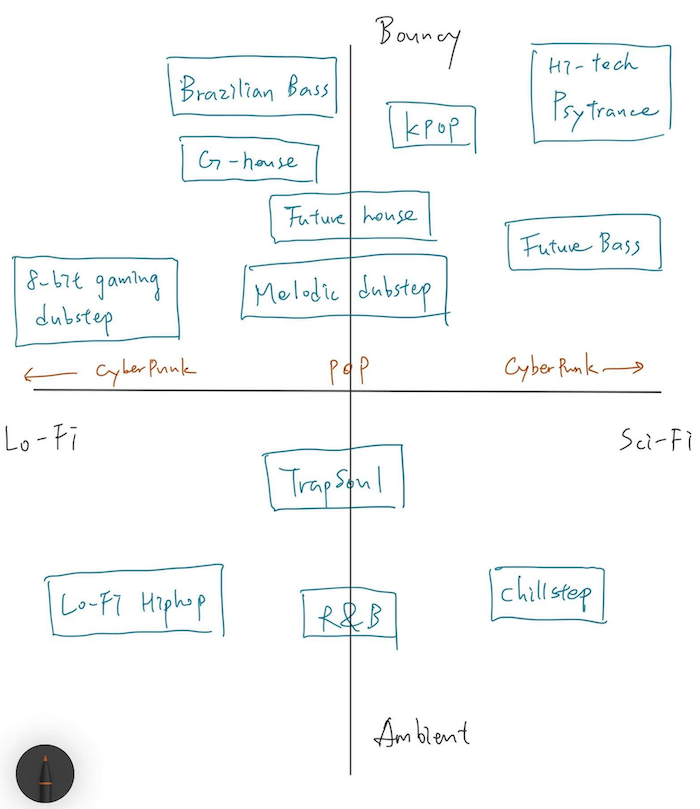 Bouncy
Hi-tech
Psytrance
Brazilian Bass
KPOP
G-house
Future house
Future Bass
8-bit gaming
dubstep
Melodic dubstep
← CyberPunk
POP
CyberPunk →
Lo-Fi
Sci-Fi
TrapSoul
Lo-Fi Hiphop
R&B
Chillstep
Ambient